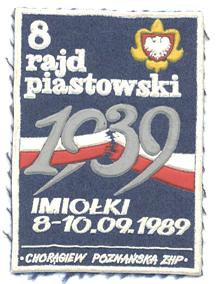 8
rajd
piastowski
1939
IMIOŁKI
8-10.09.1989
·CHORĄGIEW POZNAŃSKA ZHP·